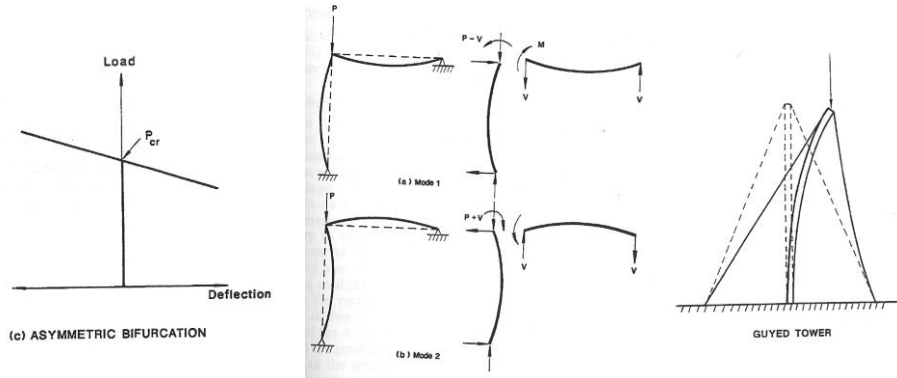 Load
P cr
Deflection
(c) ASYMMETRIC BIFURCATION
P
P - V
M
V
V
(a) Mode 1
P
P + V
V
V
(b) Mode 2
GUYED TOWER